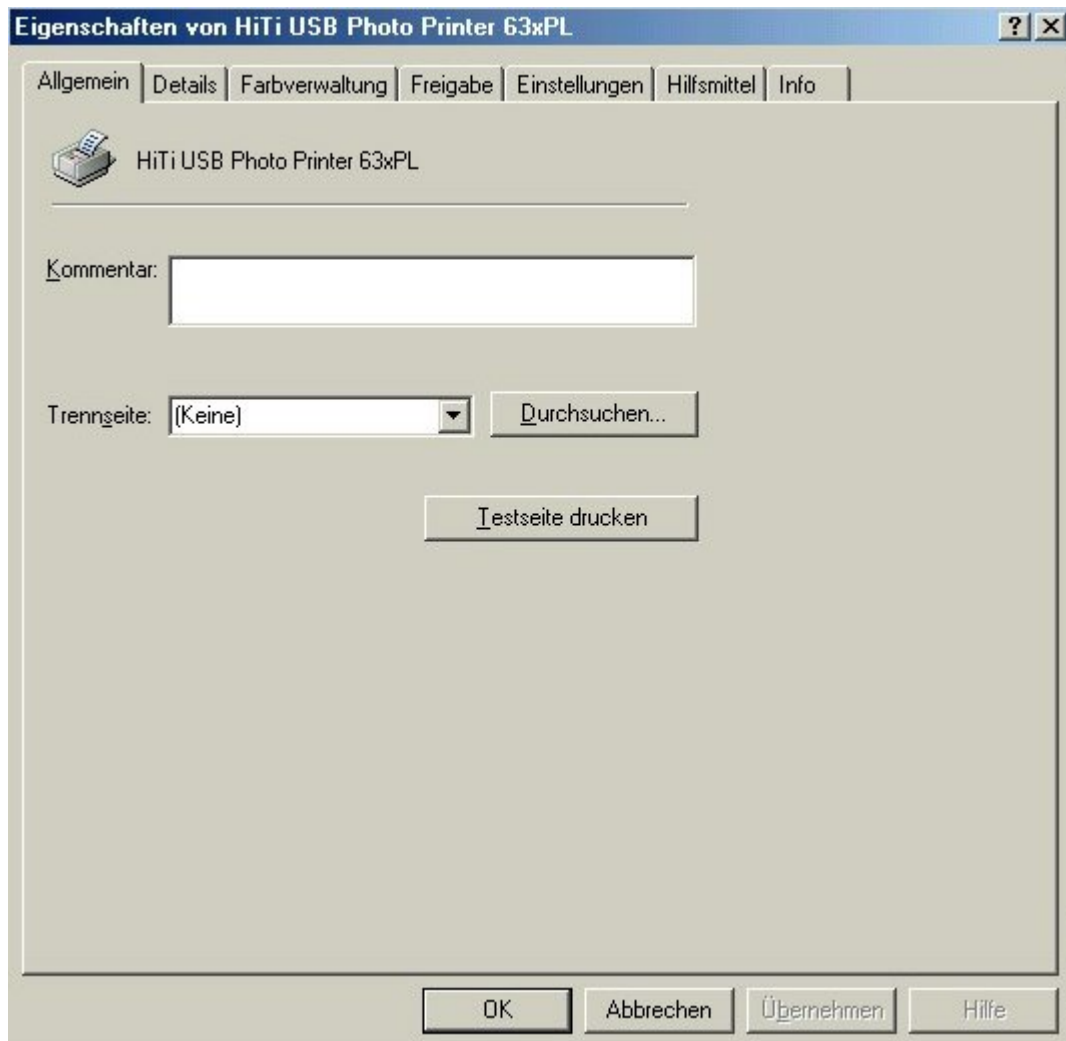 Eigenschaften von HiTi USB Photo Printer 63xPL
Allgemein Details Farbverwaltung Freigabe Einstellungen Hilfsmittel Info
HiTi USB Photo Printer 63xPL
Kommentar:
Trennseite: (Keine) Durchsuchen...
Testseite drucken
OK Abbrechen Übernehmen Hilfe